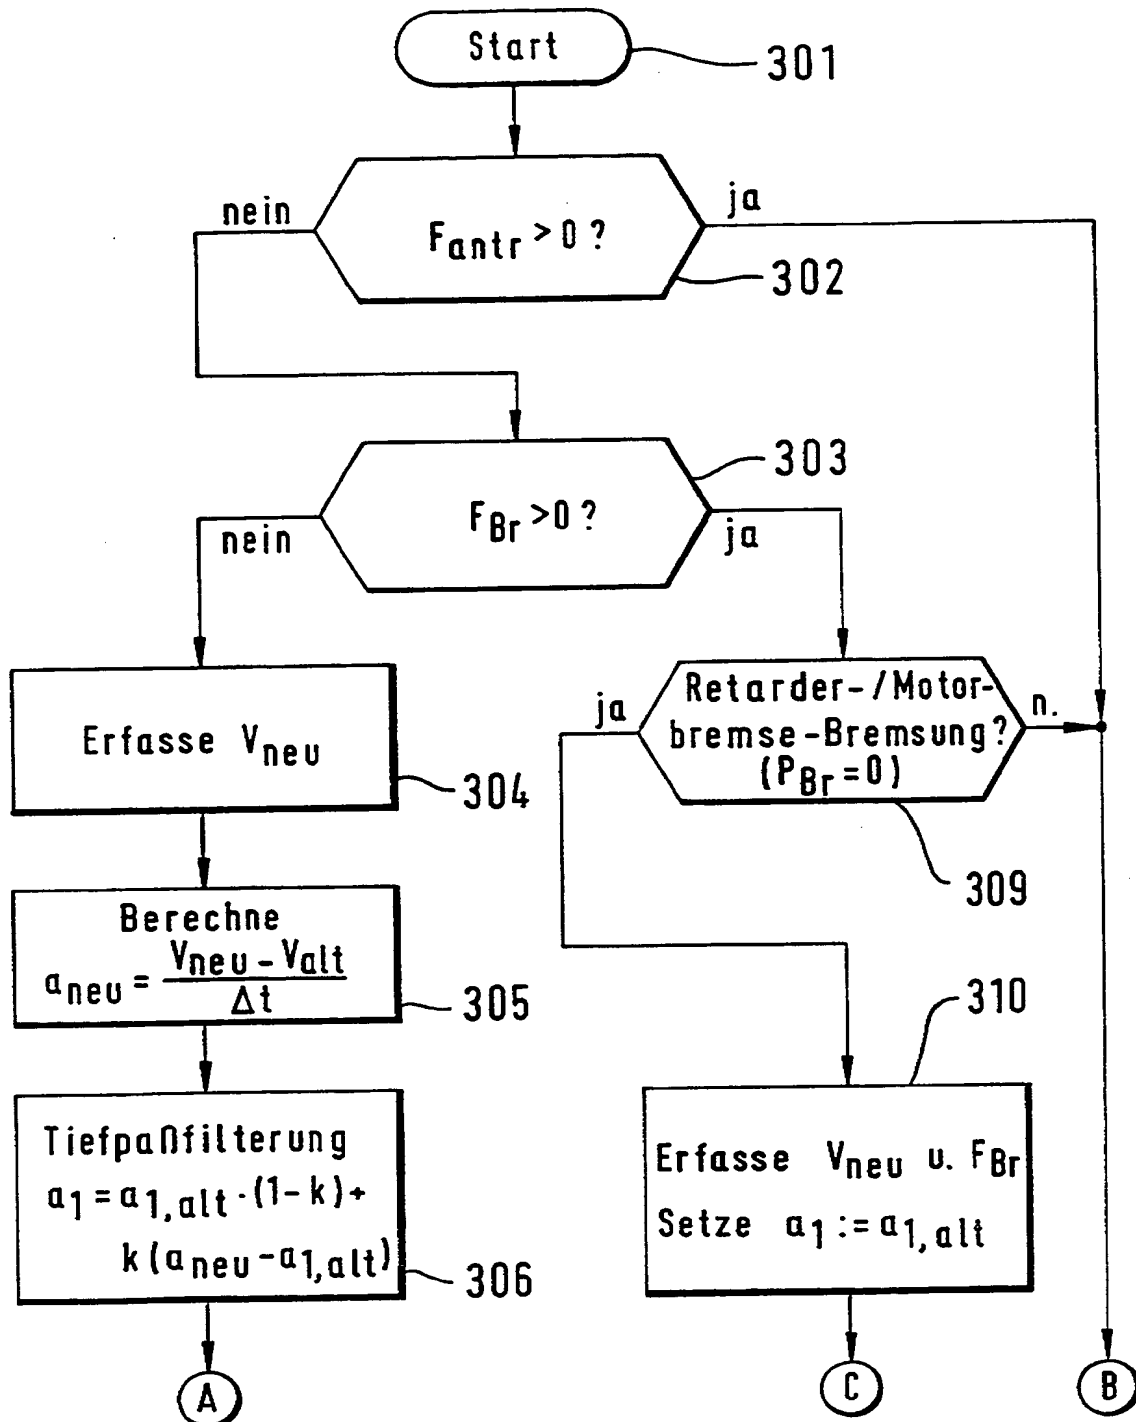 Start
301
nein
ja
Fantr > 0 ?
302
303
FBr > 0 ?
nein
ja
Erfasse Vneu
304
Retarder-/Motor-
bremse-Bremsung?
(PBr = 0)
ja
n.
309
Berechne
aneu = (Vneu - Valt) / Δt
305
310
Tiefpaßfilterung
a1 = a1,alt · (1 - k) +
k (aneu - a1,alt)
306
Erfasse Vneu u. FBr
Setze a1 := a1,alt
A
C
B